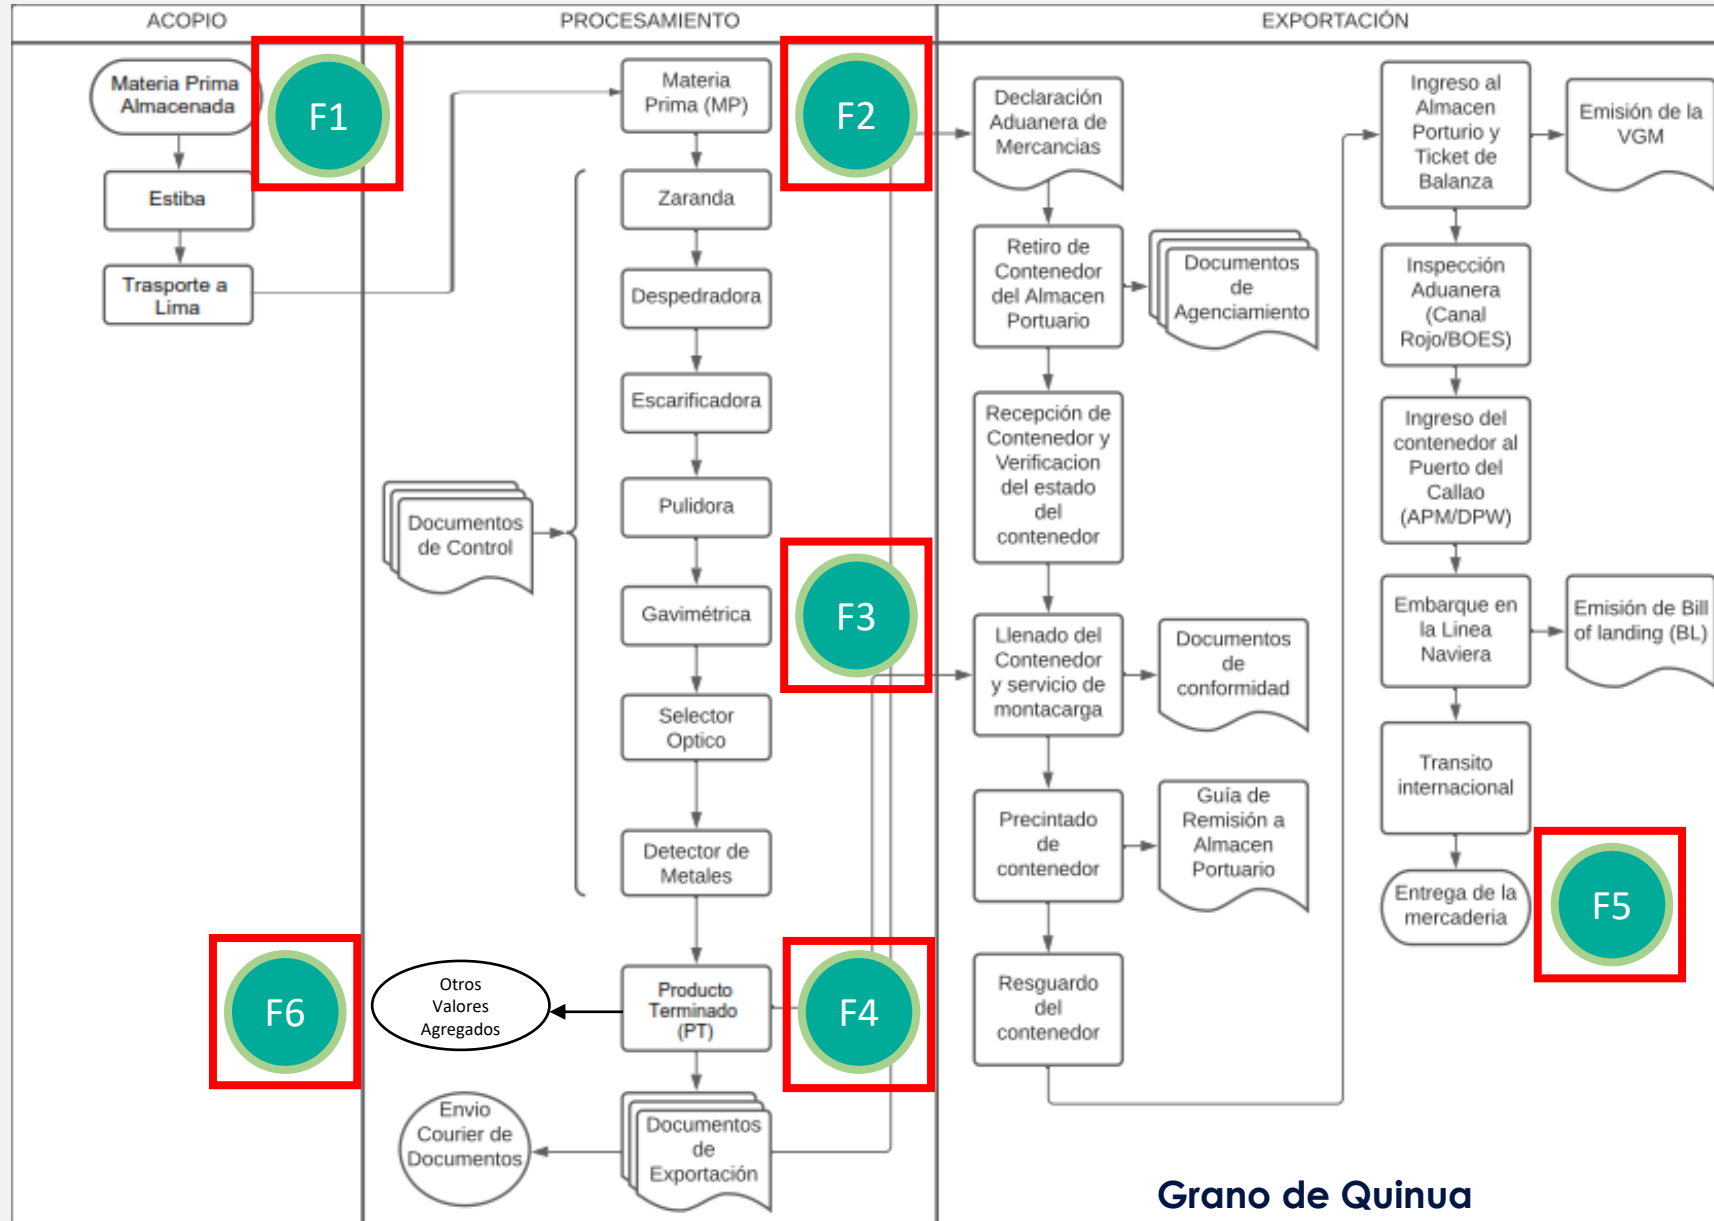 ACOPIO
PROCESAMIENTO
EXPORTACIÓN
Materia Prima
Almacenada
F1
Estiba
Trasporte a
Lima
F6
Materia
Prima (MP)
F2
Zaranda
Despedradora
Escarificadora
Pulidora
Documentos
de Control
Gavimétrica
F3
Selector
Optico
Detector de
Metales
Otros
Valores
Agregados
Producto
Terminado
(PT)
F4
Envio
Courier de
Documentos
Documentos
de
Exportación
Declaración
Aduanera de
Mercancias
Retiro de
Contenedor
del Almacen
Portuario
Documentos
de
Agenciamiento
Recepción de
Contenedor y
Verificacion
del estado
del
contenedor
Llenado del
Contenedor
y servicio de
montacarga
Documentos
de
conformidad
Precintado
de
contenedor
Guía de
Remisión a
Almacen
Portuario
Resguardo
del
contenedor
Ingreso al
Almacen
Porturio y
Ticket de
Balanza
Emisión de la
VGM
Inspección
Aduanera
(Canal
Rojo/BOES)
Ingreso del
contenedor al
Puerto del
Callao
(APM/DPW)
Embarque en
la Linea
Naviera
Emisión de Bill
of landing (BL)
Transito
internacional
Entrega de la
mercaderia
F5
Grano de Quinua